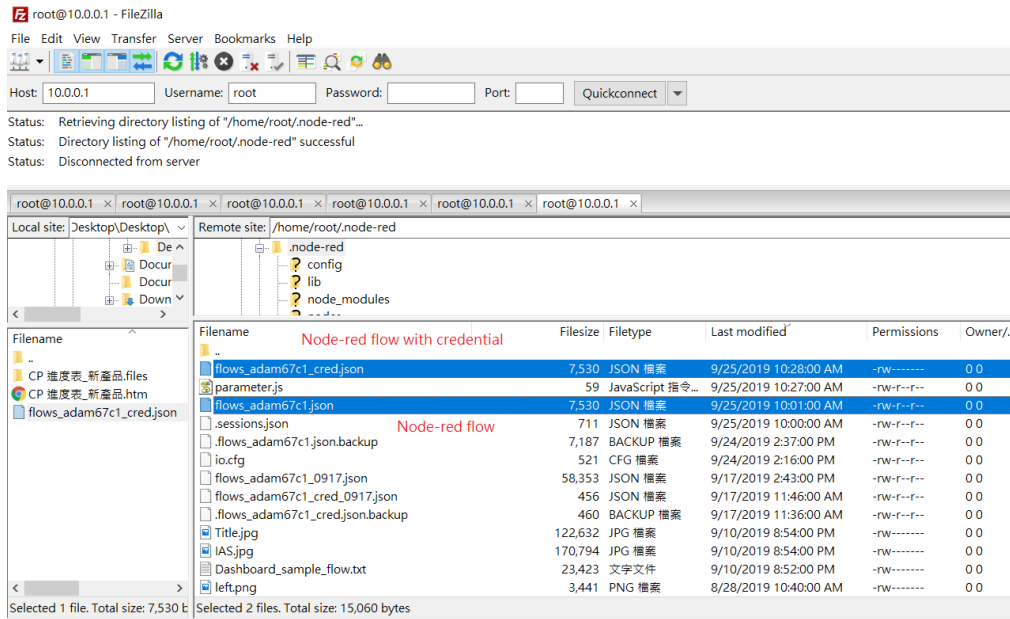 root@10.0.0.1 - FileZilla
File Edit View Transfer Server Bookmarks Help
Host: 10.0.0.1 Username: root Password: Port: Quickconnect
Status: Retrieving directory listing of "/home/root/.node-red"...
Status: Directory listing of "/home/root/.node-red" successful
Status: Disconnected from server
root@10.0.0.1 × root@10.0.0.1 × root@10.0.0.1 × root@10.0.0.1 × root@10.0.0.1 × root@10.0.0.1 ×
Local site: Desktop\Desktop\ Remote site: /home/root/.node-red
De
Docur
Docur
Down
.node-red
config
lib
node_modules
Filename
..
CP 進度表_新產品.files
CP 進度表_新產品.htm
flows_adam67c1_cred.json
Filename Filesize Filetype Last modified Permissions Owner/.
Node-red flow with credential
..
flows_adam67c1_cred.json 7,530 JSON 檔案 9/25/2019 10:28:00 AM -rw------- 0 0
parameter.js 59 JavaScript 指令... 9/25/2019 10:27:00 AM -rw-r--r-- 0 0
flows_adam67c1.json 7,530 JSON 檔案 9/25/2019 10:01:00 AM -rw------- 0 0
.sessions.json 711 JSON 檔案 9/25/2019 10:00:00 AM -rw-r--r-- 0 0
Node-red flow
.flows_adam67c1.json.backup 7,187 BACKUP 檔案 9/24/2019 2:37:00 PM -rw-r--r-- 0 0
io.cfg 521 CFG 檔案 9/24/2019 2:16:00 PM -rw-r--r-- 0 0
flows_adam67c1_0917.json 58,353 JSON 檔案 9/17/2019 2:43:00 PM -rw-r--r-- 0 0
flows_adam67c1_cred_0917.json 456 JSON 檔案 9/17/2019 11:46:00 AM -rw-r--r-- 0 0
.flows_adam67c1_cred.json.backup 460 BACKUP 檔案 9/17/2019 11:36:00 AM -rw-r--r-- 0 0
Title.jpg 122,632 JPG 檔案 9/10/2019 8:54:00 PM -rw------- 0 0
IAS.jpg 170,794 JPG 檔案 9/10/2019 8:54:00 PM -rw------- 0 0
Dashboard_sample_flow.txt 23,423 文字文件 9/10/2019 8:52:00 PM -rw------- 0 0
left.png 3,441 PNG 檔案 8/28/2019 10:40:00 AM -rw------- 0 0
Selected 1 file. Total size: 7,530 b
Selected 2 files. Total size: 15,060 bytes